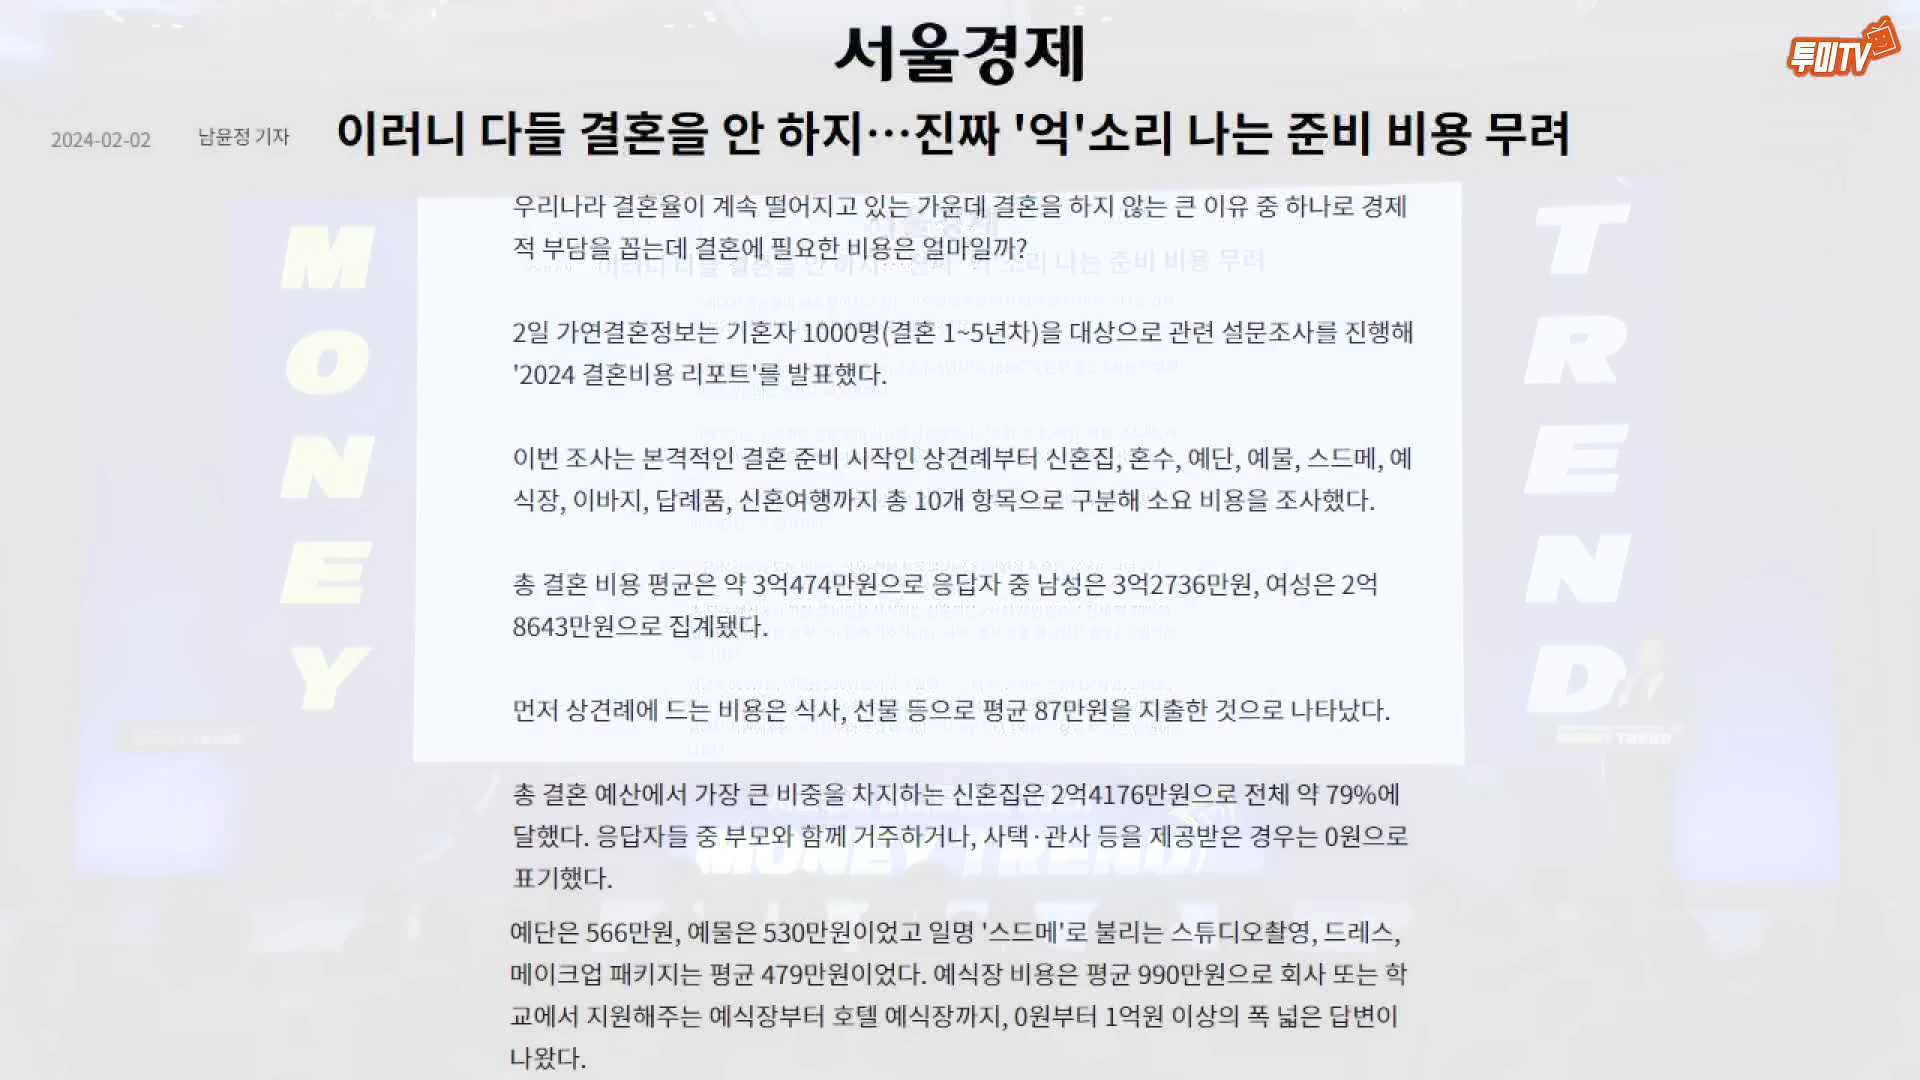 서울경제
투미TV
2024-02-02
남윤정 기자
이러니 다들 결혼을 안 하지…진짜 '억'소리 나는 준비 비용 무려
우리나라 결혼율이 계속 떨어지고 있는 가운데 결혼을 하지 않는 큰 이유 중 하나로 경제
적 부담을 꼽는데 결혼에 필요한 비용은 얼마일까?
2일 가연결혼정보는 기혼자 1000명(결혼 1~5년차)을 대상으로 관련 설문조사를 진행해
'2024 결혼비용 리포트'를 발표했다.
이번 조사는 본격적인 결혼 준비 시작인 상견례부터 신혼집, 혼수, 예단, 예물, 스드메, 예
식장, 이바지, 답례품, 신혼여행까지 총 10개 항목으로 구분해 소요 비용을 조사했다.
총 결혼 비용 평균은 약 3억474만원으로 응답자 중 남성은 3억2736만원, 여성은 2억
8643만원으로 집계됐다.
먼저 상견례에 드는 비용은 식사, 선물 등으로 평균 87만원을 지출한 것으로 나타났다.
총 결혼 예산에서 가장 큰 비중을 차지하는 신혼집은 2억4176만원으로 전체 약 79%에
달했다. 응답자들 중 부모와 함께 거주하거나, 사택·관사 등을 제공받은 경우는 0원으로
표기했다.
예단은 566만원, 예물은 530만원이었고 일명 '스드메'로 불리는 스튜디오촬영, 드레스,
메이크업 패키지는 평균 479만원이었다. 예식장 비용은 평균 990만원으로 회사 또는 학
교에서 지원해주는 예식장부터 호텔 예식장까지, 0원부터 1억원 이상의 폭 넓은 답변이
나왔다.
MONEY
TREND
MONEY TREND
MONEY TREND
MONEY TREND